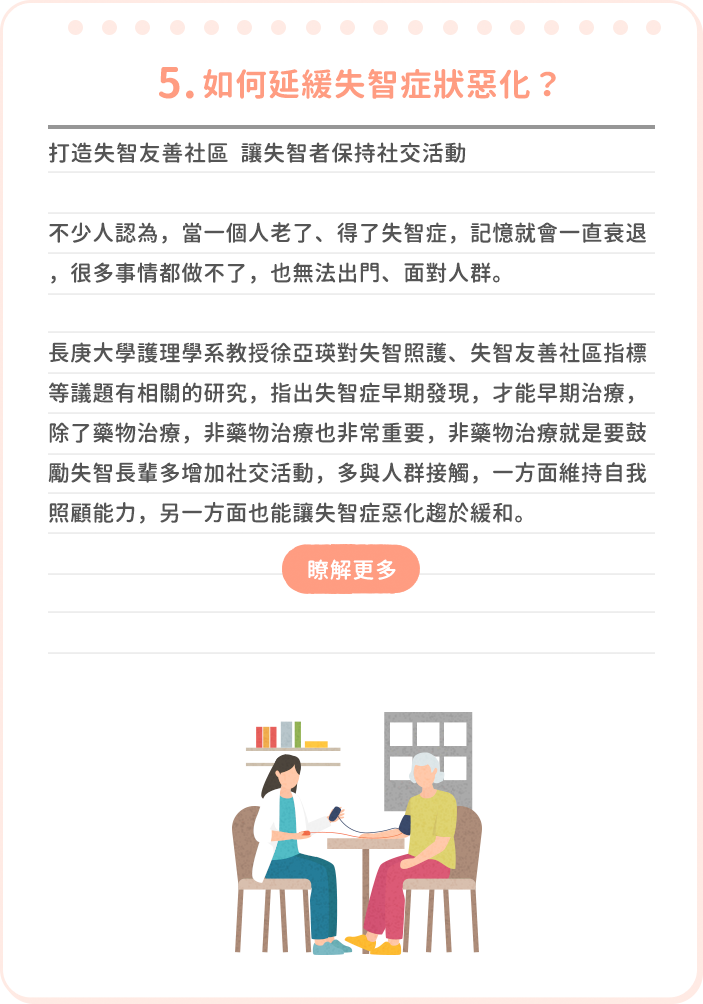 5.如何延緩失智症狀惡化？
打造失智友善社區 讓失智者保持社交活動
不少人認為，當一個人老了、得了失智症，記憶就會一直衰退
，很多事情都做不了，也無法出門、面對人群。
長庚大學護理學系教授徐亞瑛對失智照護、失智友善社區指標
等議題有相關的研究，指出失智症早期發現，才能早期治療，
除了藥物治療，非藥物治療也非常重要，非藥物治療就是要鼓
勵失智長輩多增加社交活動，多與人群接觸，一方面維持自我
照顧能力，另一方面也能讓失智症惡化趨於緩和。
瞭解更多